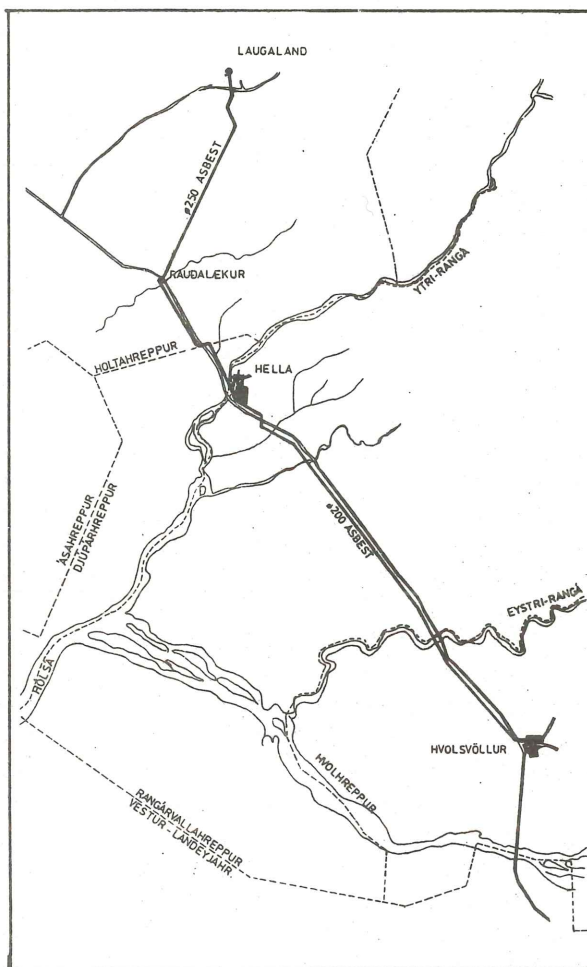 LAUGALAND
ø250 ASBEST
YTRI-RANGÁ
RAUÐALÆKUR
HOLTAHREPPUR
HELLA
ÁSAHREPPUR
DJÚPÁRHREPPUR
ø200 ASBEST
EYSTRI-RANGÁ
HÓLSÁ
HVOLHREPPUR
HVOLSVÖLLUR
RANGÁRVALLAHREPPUR
VESTUR-LANDEYJAHR.